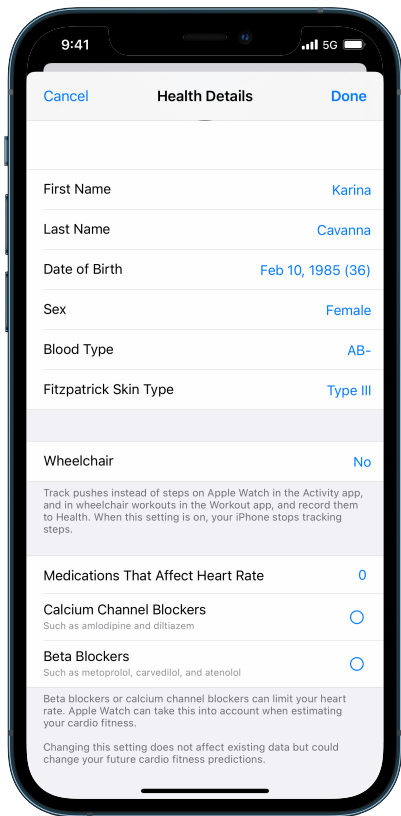 9:41 5G
Cancel Health Details Done
First Name Karina
Last Name Cavanna
Date of Birth Feb 10, 1985 (36)
Sex Female
Blood Type AB-
Fitzpatrick Skin Type Type III
Wheelchair No
Track pushes instead of steps on Apple Watch in the Activity app,
and in wheelchair workouts in the Workout app, and record them
to Health. When this setting is on, your iPhone stops tracking
steps.
Medications That Affect Heart Rate 0
Calcium Channel Blockers
Such as amlodipine and diltiazem
Beta Blockers
Such as metoprolol, carvedilol, and atenolol
Beta blockers or calcium channel blockers can limit your heart
rate. Apple Watch can take this into account when estimating
your cardio fitness.
Changing this setting does not affect existing data but could
change your future cardio fitness predictions.